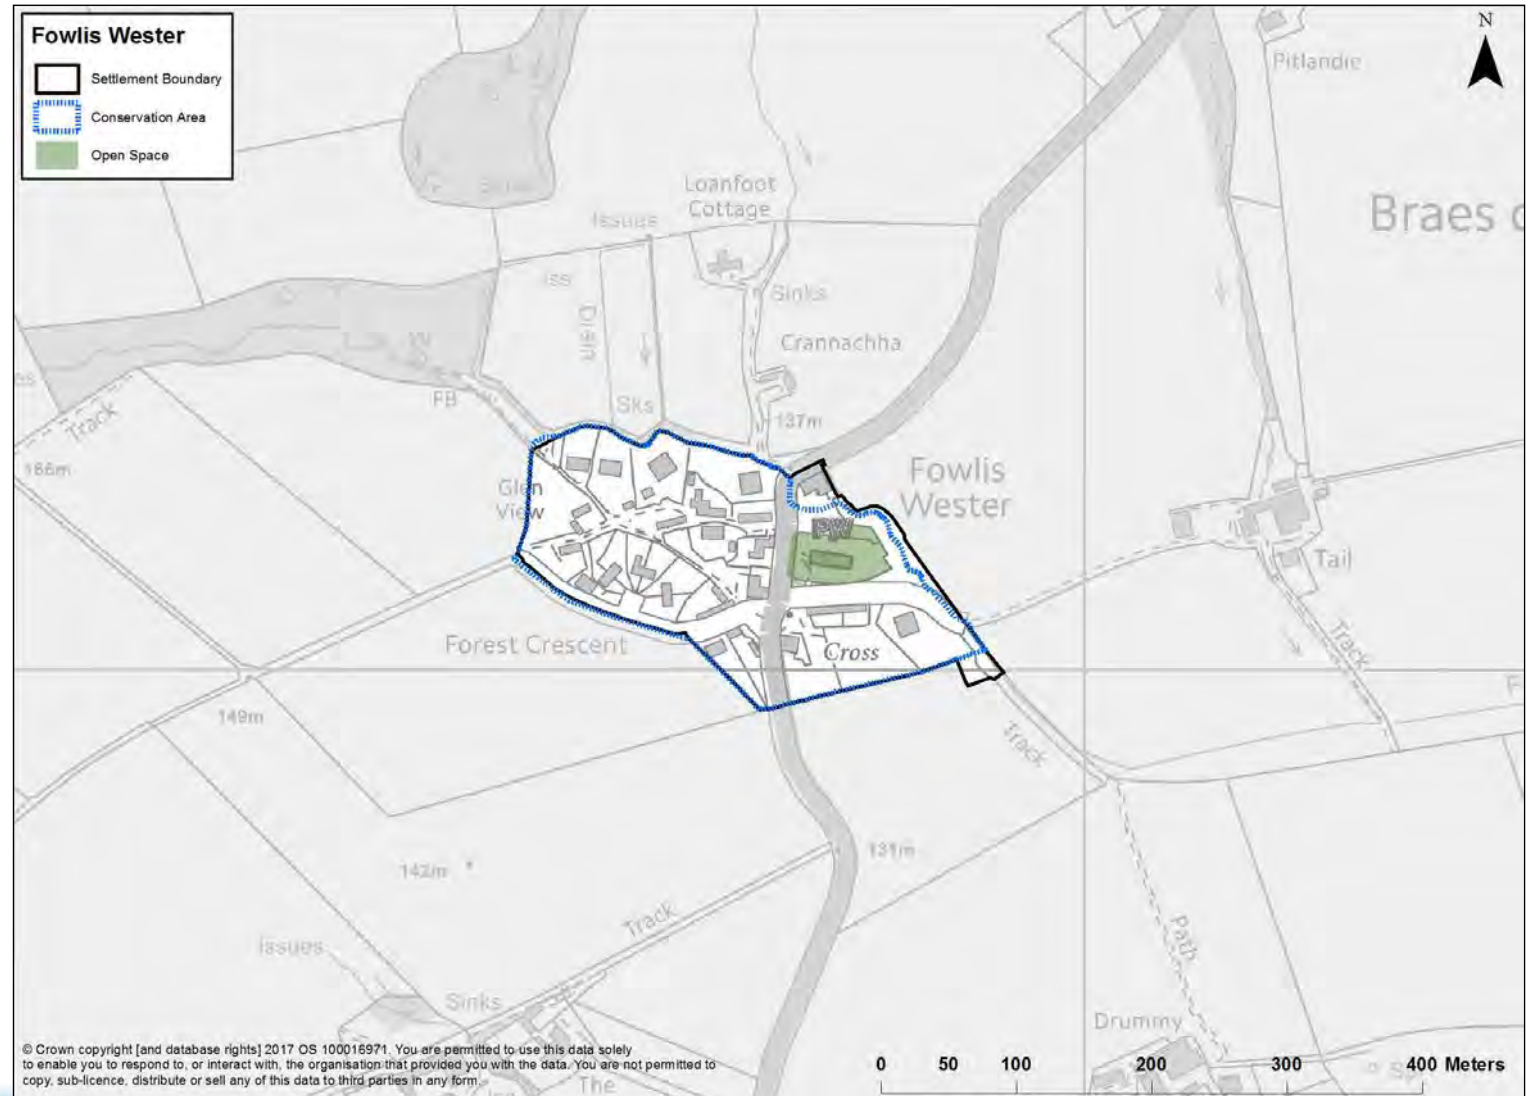 Fowlis Wester
Settlement Boundary
Conservation Area
Open Space
N
Pitlandie
Loanfoot
Cottage
Issues
Braes
Iss
Drain
Sinks
Crannachha
FB
Sks
137m
Track
166m
Glen
View
Fowlis
Wester
PW
Tail
Forest Crescent
Cross
Track
149m
Track
131m
142m
Track
Path
Issues
Sinks
Drummy
The
© Crown copyright [and database rights] 2017 OS 100016971. You are permitted to use this data solely
to enable you to respond to, or interact with, the organisation that provided you with the data. You are not permitted to
copy, sub-licence, distribute or sell any of this data to third parties in any form.
0 50 100 200 300 400 Meters